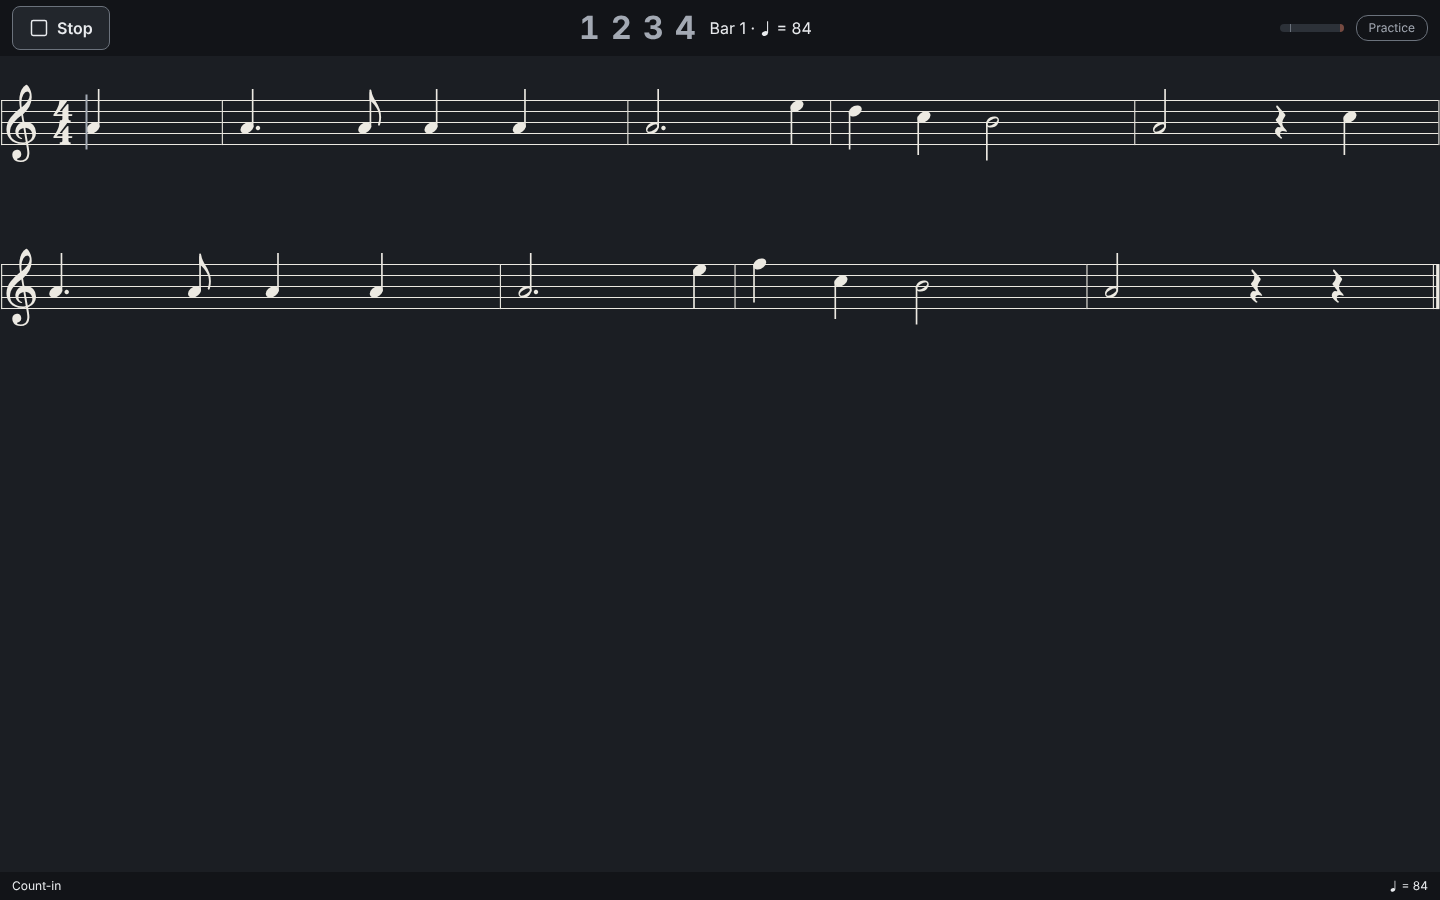 Stop
1 2 3 4 Bar 1 · ♩ = 84
Practice
4
4
Count-in
♩ = 84